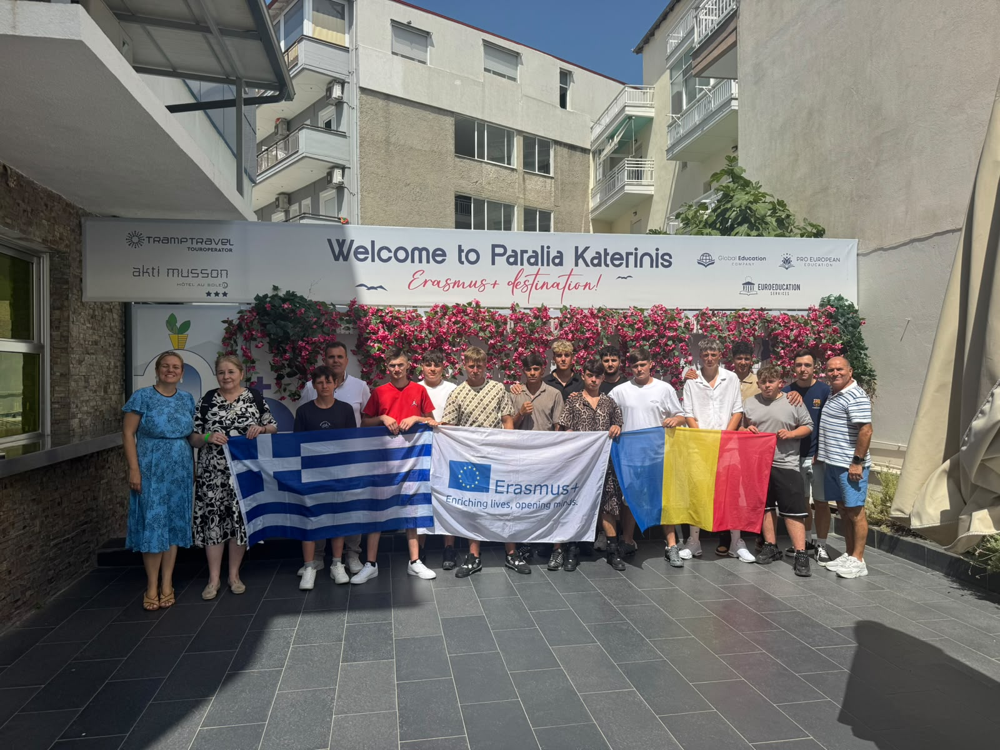 TRAMPTRAVEL
TOUROPERATOR
akti musson
HÔTEL AU SOLEIL
Welcome to Paralia Katerinis
Erasmus+ destination!
Global Education
COMPANY
PRO EUROPEAN
EDUCATION
EUROEDUCATION
SERVICES
Erasmus+
Enriching lives, opening minds.